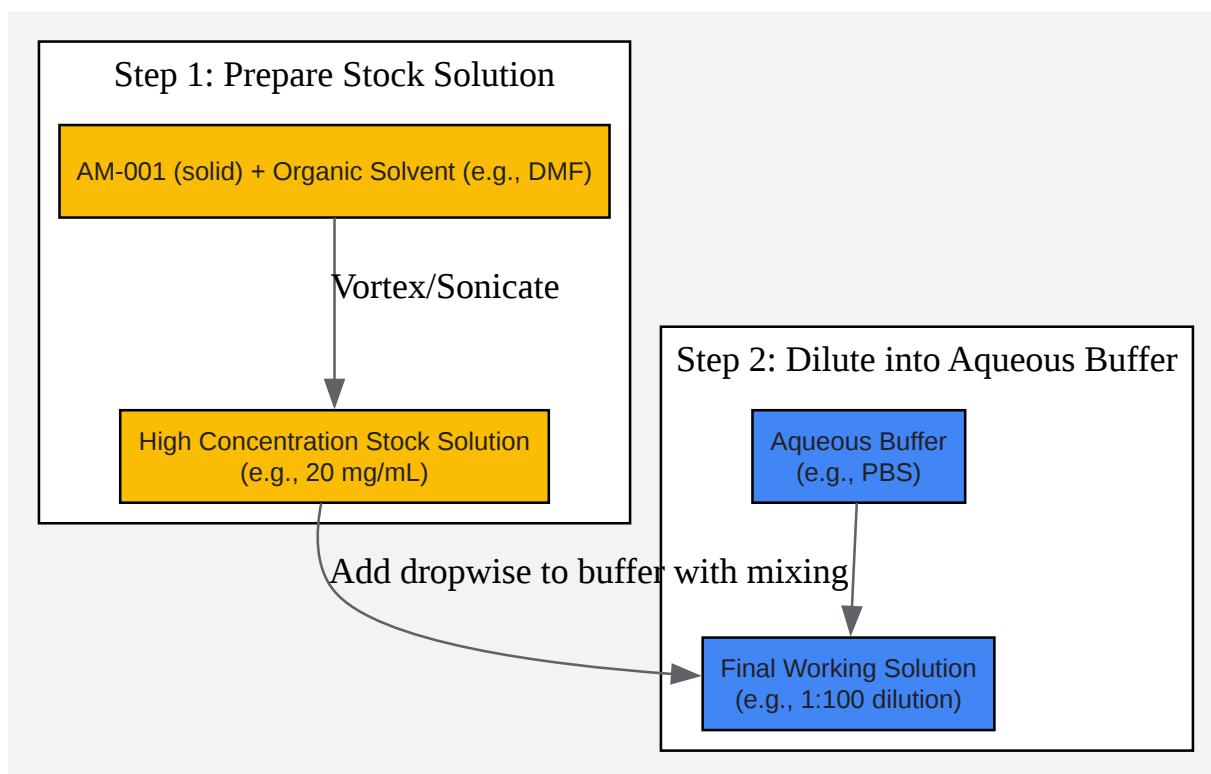 Step 1: Prepare Stock Solution
AM-001 (solid) + Organic Solvent (e.g., DMF)
Vortex/Sonicate
High Concentration Stock Solution
(e.g., 20 mg/mL)
Step 2: Dilute into Aqueous Buffer
Aqueous Buffer
(e.g., PBS)
Add dropwise to buffer with mixing
Final Working Solution
(e.g., 1:100 dilution)